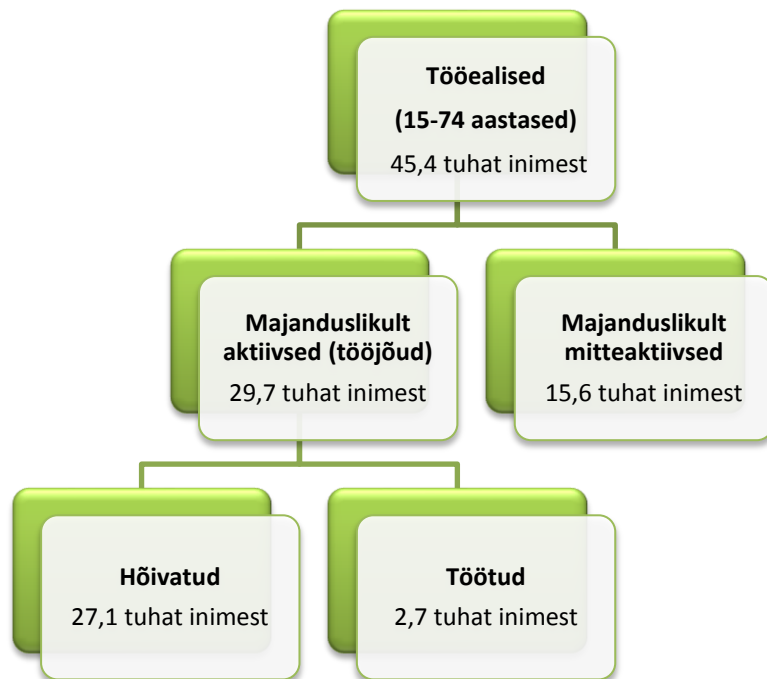 Tööealised
(15-74 aastased)
45,4 tuhat inimest
Majanduslikult
aktiivsed (tööjõud)
29,7 tuhat inimest
Majanduslikult
mitteaktiivsed
15,6 tuhat inimest
Hõivatud
27,1 tuhat inimest
Töötud
2,7 tuhat inimest